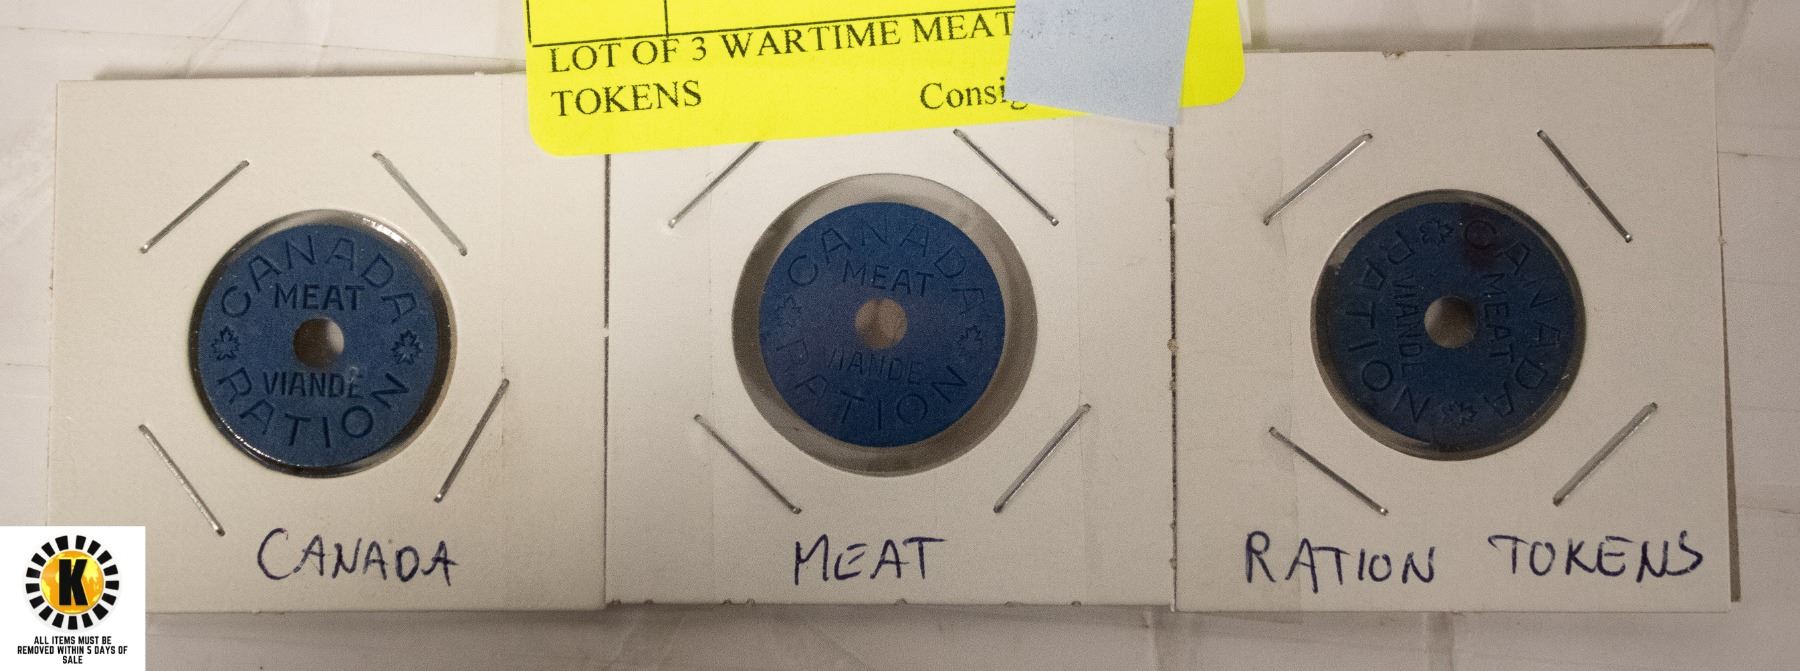 LOT OF 3 WARTIME MEAT
TOKENS
CANADA
MEAT
VIANDE
RATION
CANADA
MEAT
VIANDE
RATION
CANADA
MEAT
VIANDE
RATION
CANADA
MEAT
RATION TOKENS
K
ALL ITEMS MUST BE
REMOVED WITHIN 5 DAYS OF
SALE